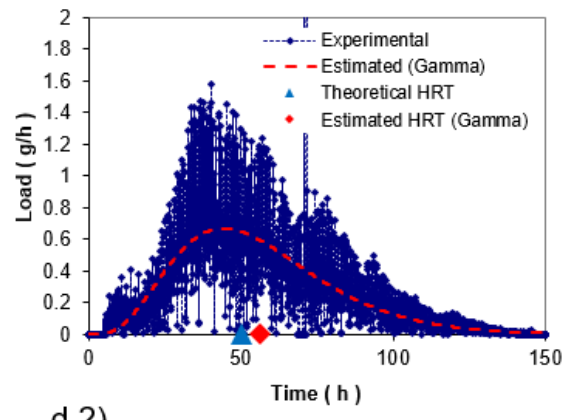 2
1.8
1.6
1.4
1.2
1
0.8
0.6
0.4
0.2
0
Load ( g/h )
Experimental
Estimated (Gamma)
Theoretical HRT
Estimated HRT (Gamma)
0 50 100 150
Time ( h )
d.2)